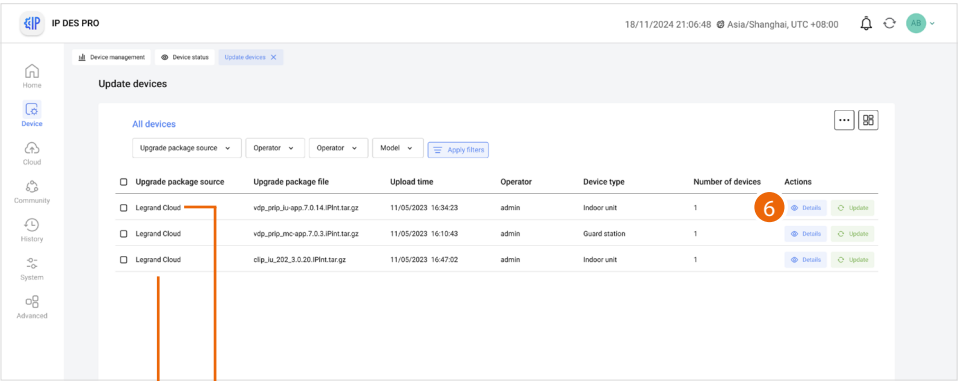 IP DES PRO
18/11/2024 21:06:48 Asia/Shanghai, UTC +08:00
AB
Device management Device status Update devices X
Home
Update devices
Device
All devices
Upgrade package source Operator Operator Model Apply filters
Cloud
Upgrade package source Upgrade package file Upload time Operator Device type Number of devices Actions
Community
Legrand Cloud vdp_prip_iu-app.7.0.14.IPInt.tar.gz 11/05/2023 16:34:23 admin Indoor unit 1 6 Details Update
History
Legrand Cloud vdp_prip_mc-app.7.0.3.IPInt.tar.gz 11/05/2023 16:10:43 admin Guard station 1 Details Update
Legrand Cloud clip_iu_202_3.0.20.IPInt.tar.gz 11/05/2023 16:47:02 admin Indoor unit 1 Details Update
System
Advanced